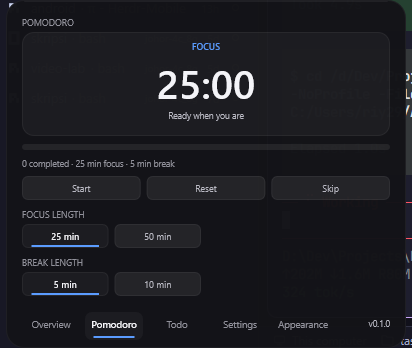 POMODORO
FOCUS
25:00
Ready when you are
0 completed · 25 min focus · 5 min break
Start Reset Skip
FOCUS LENGTH
25 min 50 min
BREAK LENGTH
5 min 10 min
Overview Pomodoro Todo Settings Appearance v0.1.0